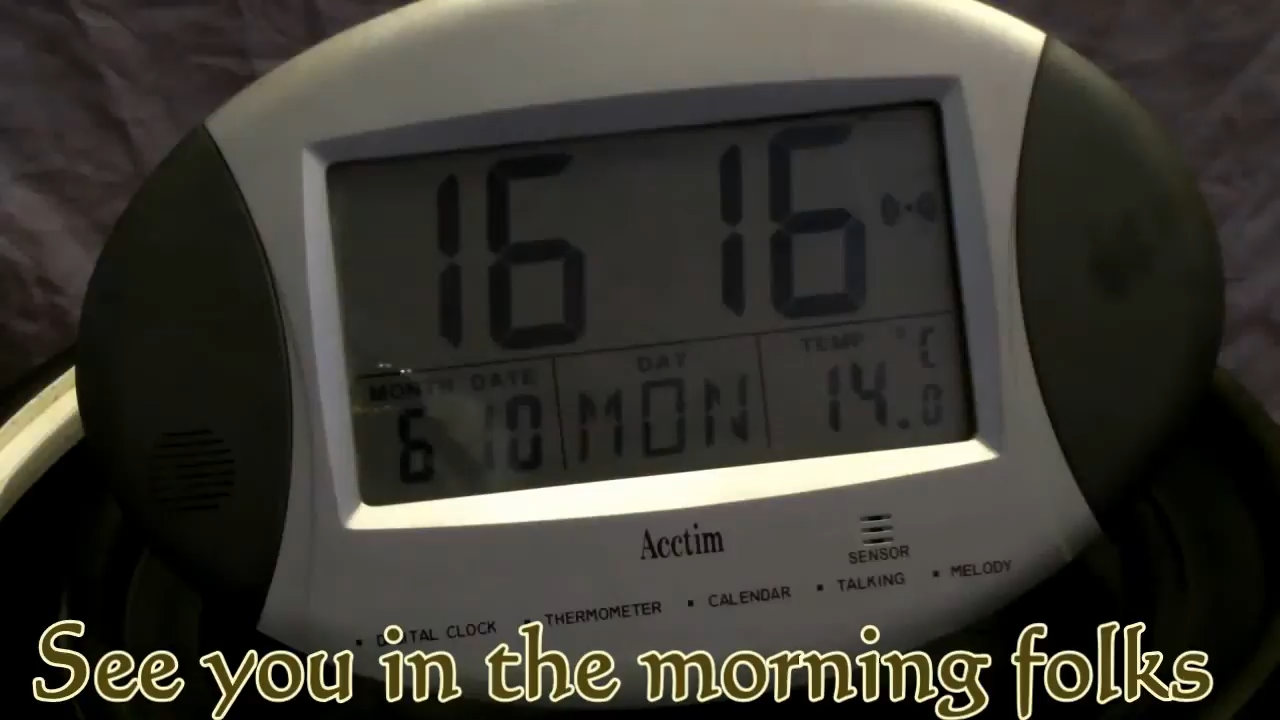 16 16
MONTH DATE DAY TEMP °C
6 10 MON 14.0
Acctim
SENSOR
DIGITAL CLOCK ▪ THERMOMETER ▪ CALENDAR ▪ TALKING ▪ MELODY
See you in the morning folks